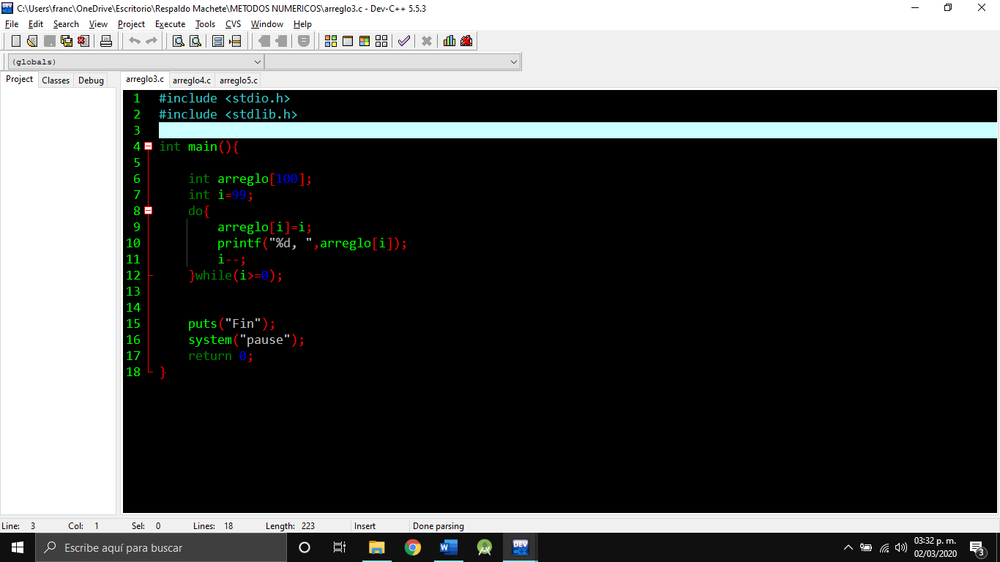 C:\Users\franc\OneDrive\Escritorio\Respaldo Machete\METODOS NUMERICOS\arreglo3.c - Dev-C++ 5.5.3
File Edit Search View Project Execute Tools CVS Window Help
(globals)
Project Classes Debug arreglo3.c arreglo4.c arreglo5.c
1 #include <stdio.h>
2 #include <stdlib.h>
3
4 int main(){
5
6 int arreglo[100];
7 int i=99;
8 do{
9 arreglo[i]=i;
10 printf("%d, ",arreglo[i]);
11 i--;
12 }while(i>=0);
13
14
15 puts("Fin");
16 system("pause");
17 return 0;
18 }
Line: 3 Col: 1 Sel: 0 Lines: 18 Length: 223 Insert Done parsing
Escribe aquí para buscar
DEV C++
03:32 p. m.
02/03/2020
3